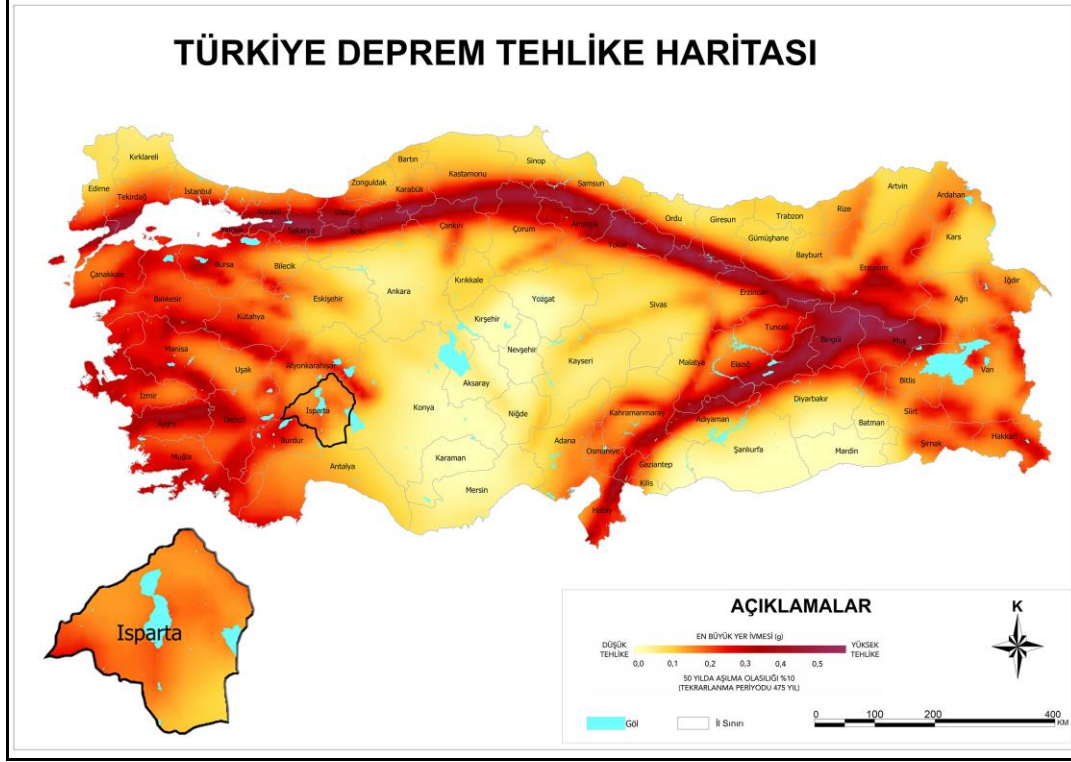 TÜRKİYE DEPREM TEHLİKE HARİTASI
Kırklareli
Edirne
Tekirdağ
İstanbul
Kocaeli
Yalova
Sakarya
Düzce
Bolu
Zonguldak
Bartın
Karabük
Kastamonu
Sinop
Samsun
Çankırı
Çorum
Amasya
Tokat
Ordu
Giresun
Trabzon
Gümüşhane
Rize
Artvin
Ardahan
Kars
Bayburt
Erzurum
Iğdır
Ağrı
Çanakkale
Bursa
Bilecik
Balıkesir
Kütahya
Eskişehir
Ankara
Kırıkkale
Yozgat
Kırşehir
Sivas
Erzincan
Tunceli
Bingöl
Muş
Manisa
Uşak
Afyonkarahisar
Nevşehir
Kayseri
Malatya
Elazığ
Bitlis
Van
İzmir
Aydın
Denizli
Isparta
Konya
Aksaray
Niğde
Kahramanmaraş
Adıyaman
Diyarbakır
Batman
Siirt
Muğla
Burdur
Antalya
Karaman
Mersin
Adana
Osmaniye
Gaziantep
Kilis
Şanlıurfa
Mardin
Şırnak
Hakkari
Hatay
Isparta
AÇIKLAMALAR
EN BÜYÜK YER İVMESİ (g)
DÜŞÜK TEHLİKE
YÜKSEK TEHLİKE
0,0 0,1 0,2 0,3 0,4 0,5
50 YILDA AŞILMA OLASILIĞI %10
(TEKRARLANMA PERİYODU 475 YIL)
Göl
İl Sınırı
K
0 100 200 400
KM